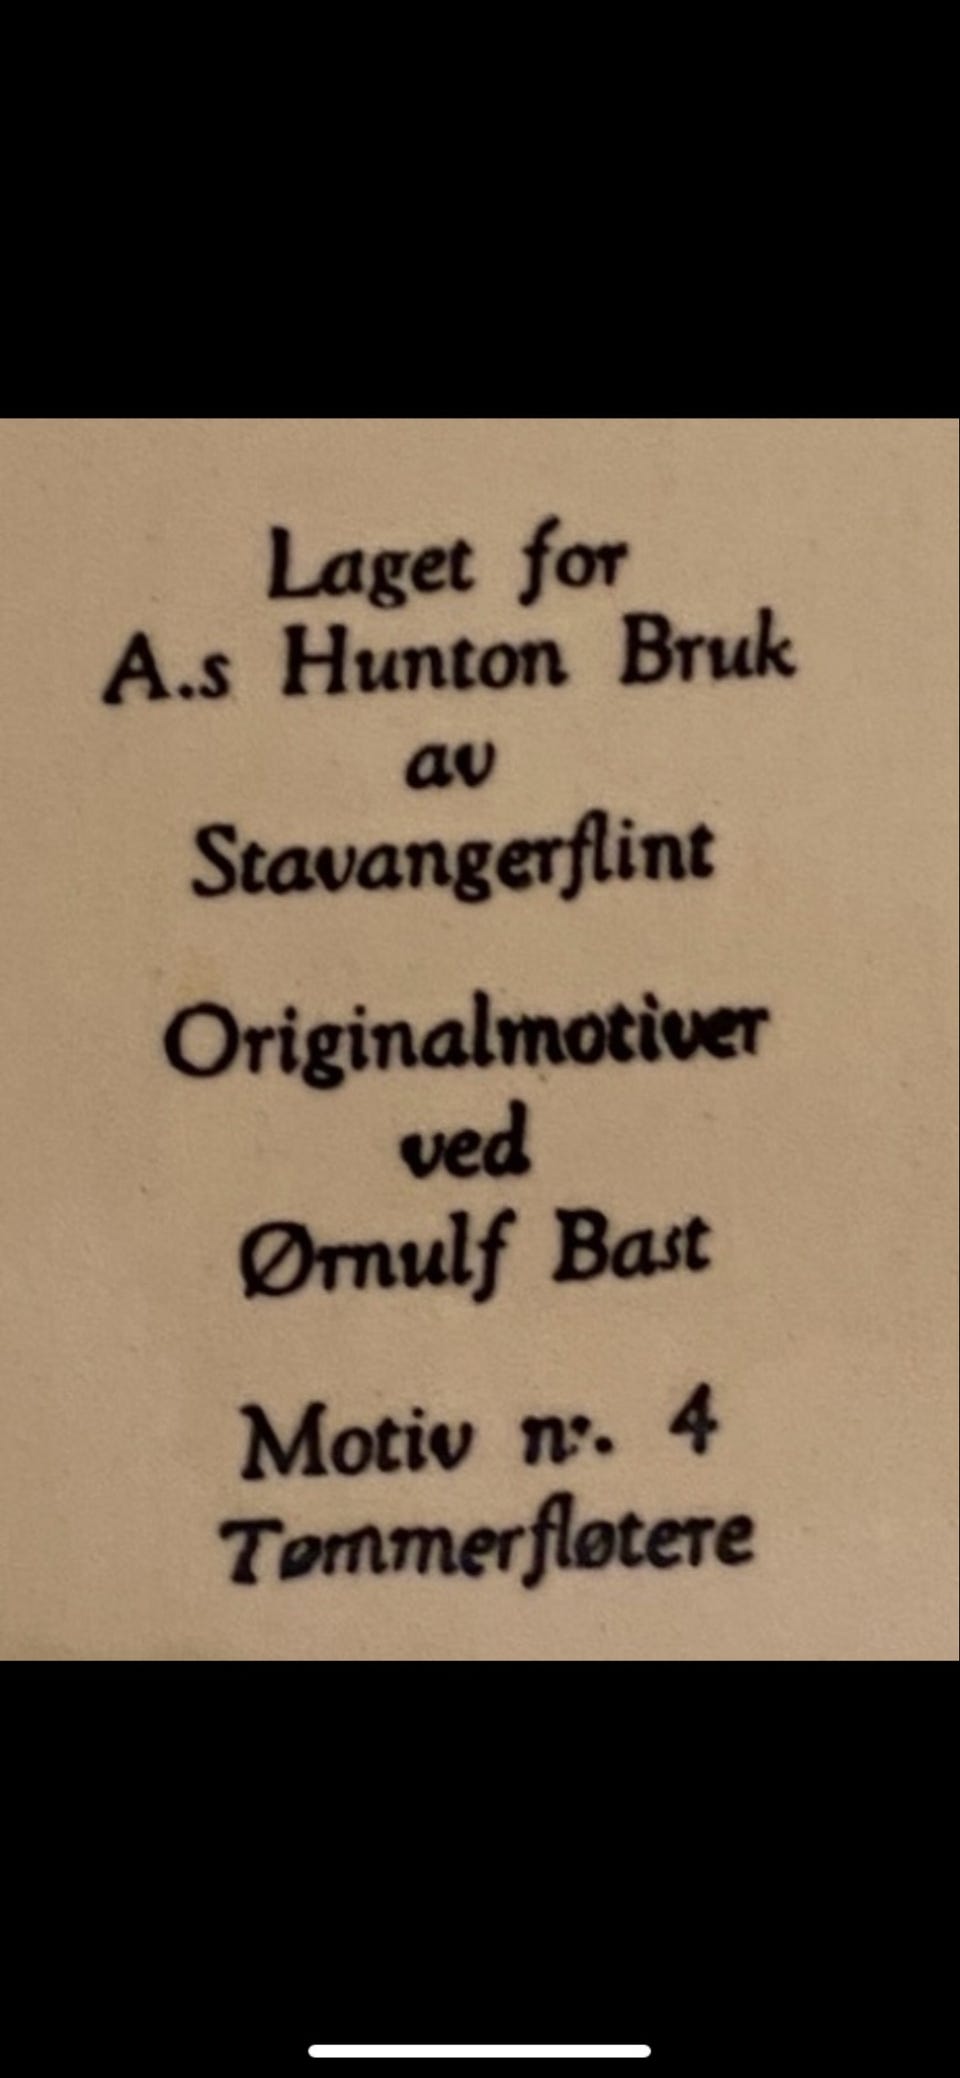 Laget for
A.s Hunton Bruk
av
Stavangerflint
Originalmotiver
ved
Ørnulf Bast
Motiv nr. 4
Tømmerfløtere